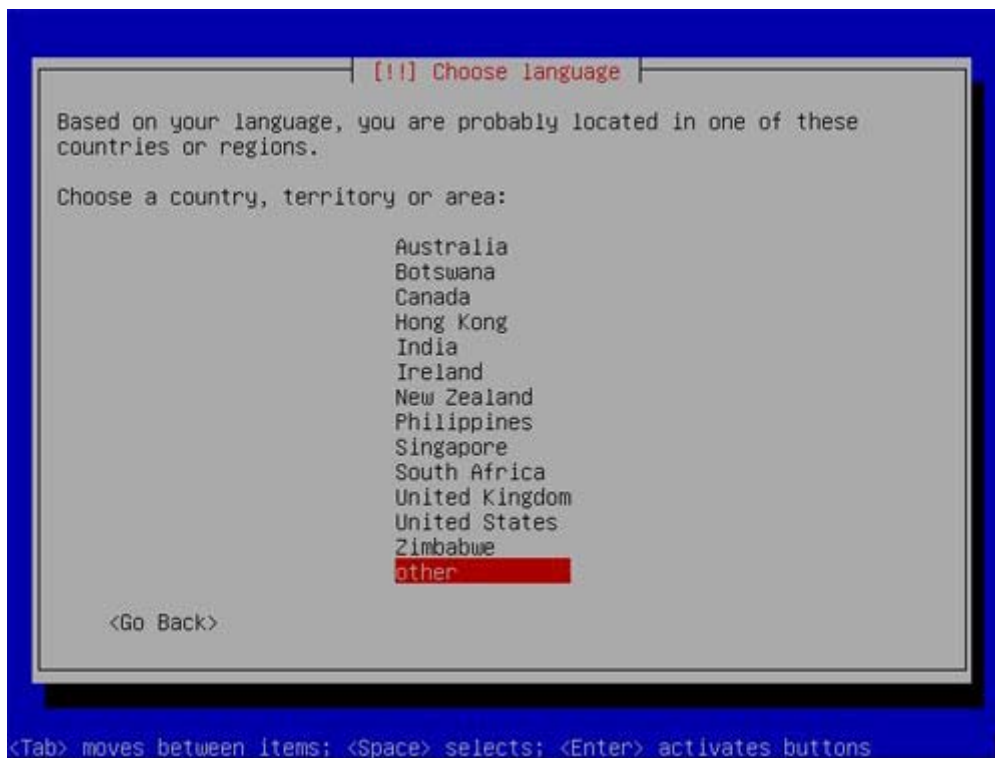 [!!] Choose language
Based on your language, you are probably located in one of these
countries or regions.
Choose a country, territory or area:
Australia
Botswana
Canada
Hong Kong
India
Ireland
New Zealand
Philippines
Singapore
South Africa
United Kingdom
United States
Zimbabwe
other
<Go Back>
<Tab> moves between items; <Space> selects; <Enter> activates buttons